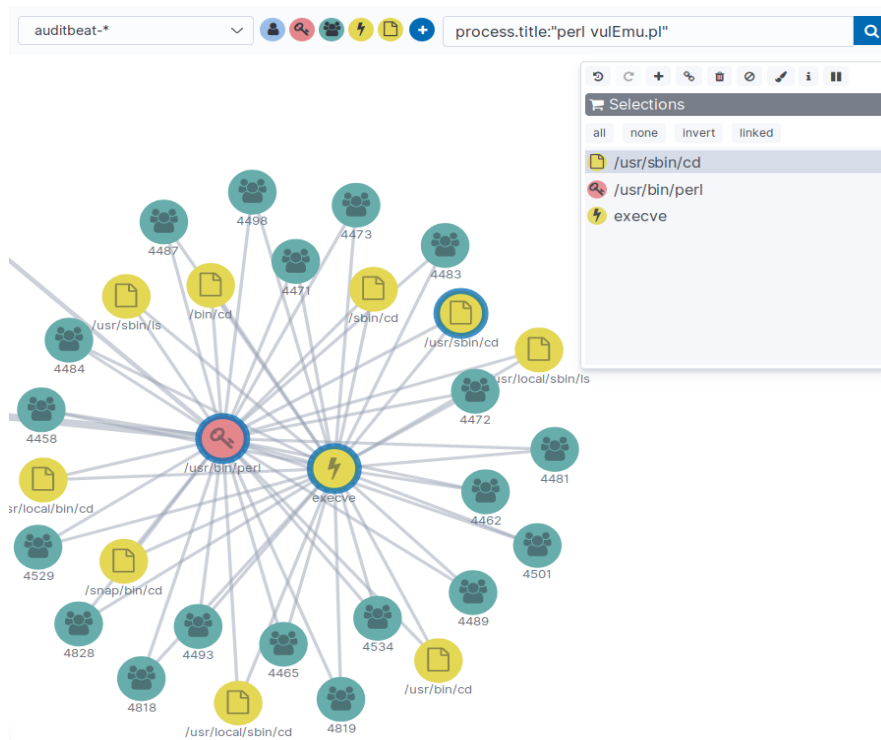 auditbeat-*
process.title:"perl vulEmu.pl"
Selections
all none invert linked
/usr/sbin/cd
/usr/bin/perl
execve
4498
4473
4487
4483
4471
/usr/sbin/ls
/bin/cd
/sbin/cd
/usr/sbin/cd
4484
usr/local/sbin/ls
4472
4458
/usr/bin/perl
4481
execve
sr/local/bin/cd
4462
4529
4501
/snap/bin/cd
4489
4828
4493
4534
4465
/usr/bin/cd
4818
/usr/local/sbin/cd
4819